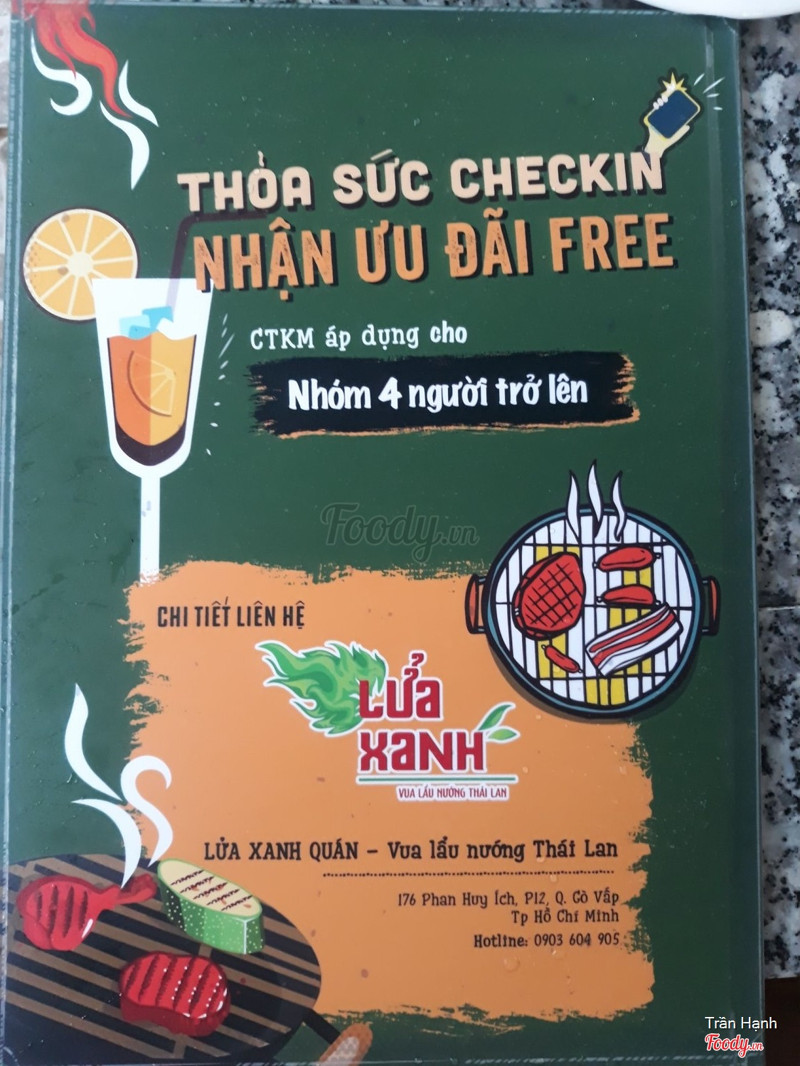 THỎA SỨC CHECKIN
NHẬN ƯU ĐÃI FREE
CTKM áp dụng cho
Nhóm 4 người trở lên
Foody.vn
CHI TIẾT LIÊN HỆ
LỬA
XANH
VUA LẨU NƯỚNG THÁI LAN
LỬA XANH QUÁN – Vua lẩu nướng Thái Lan
176 Phan Huy Ích, P12, Q. Gò Vấp
Tp Hồ Chí Minh
Hotline: 0903 604 905
Trần Hạnh
Foody.vn